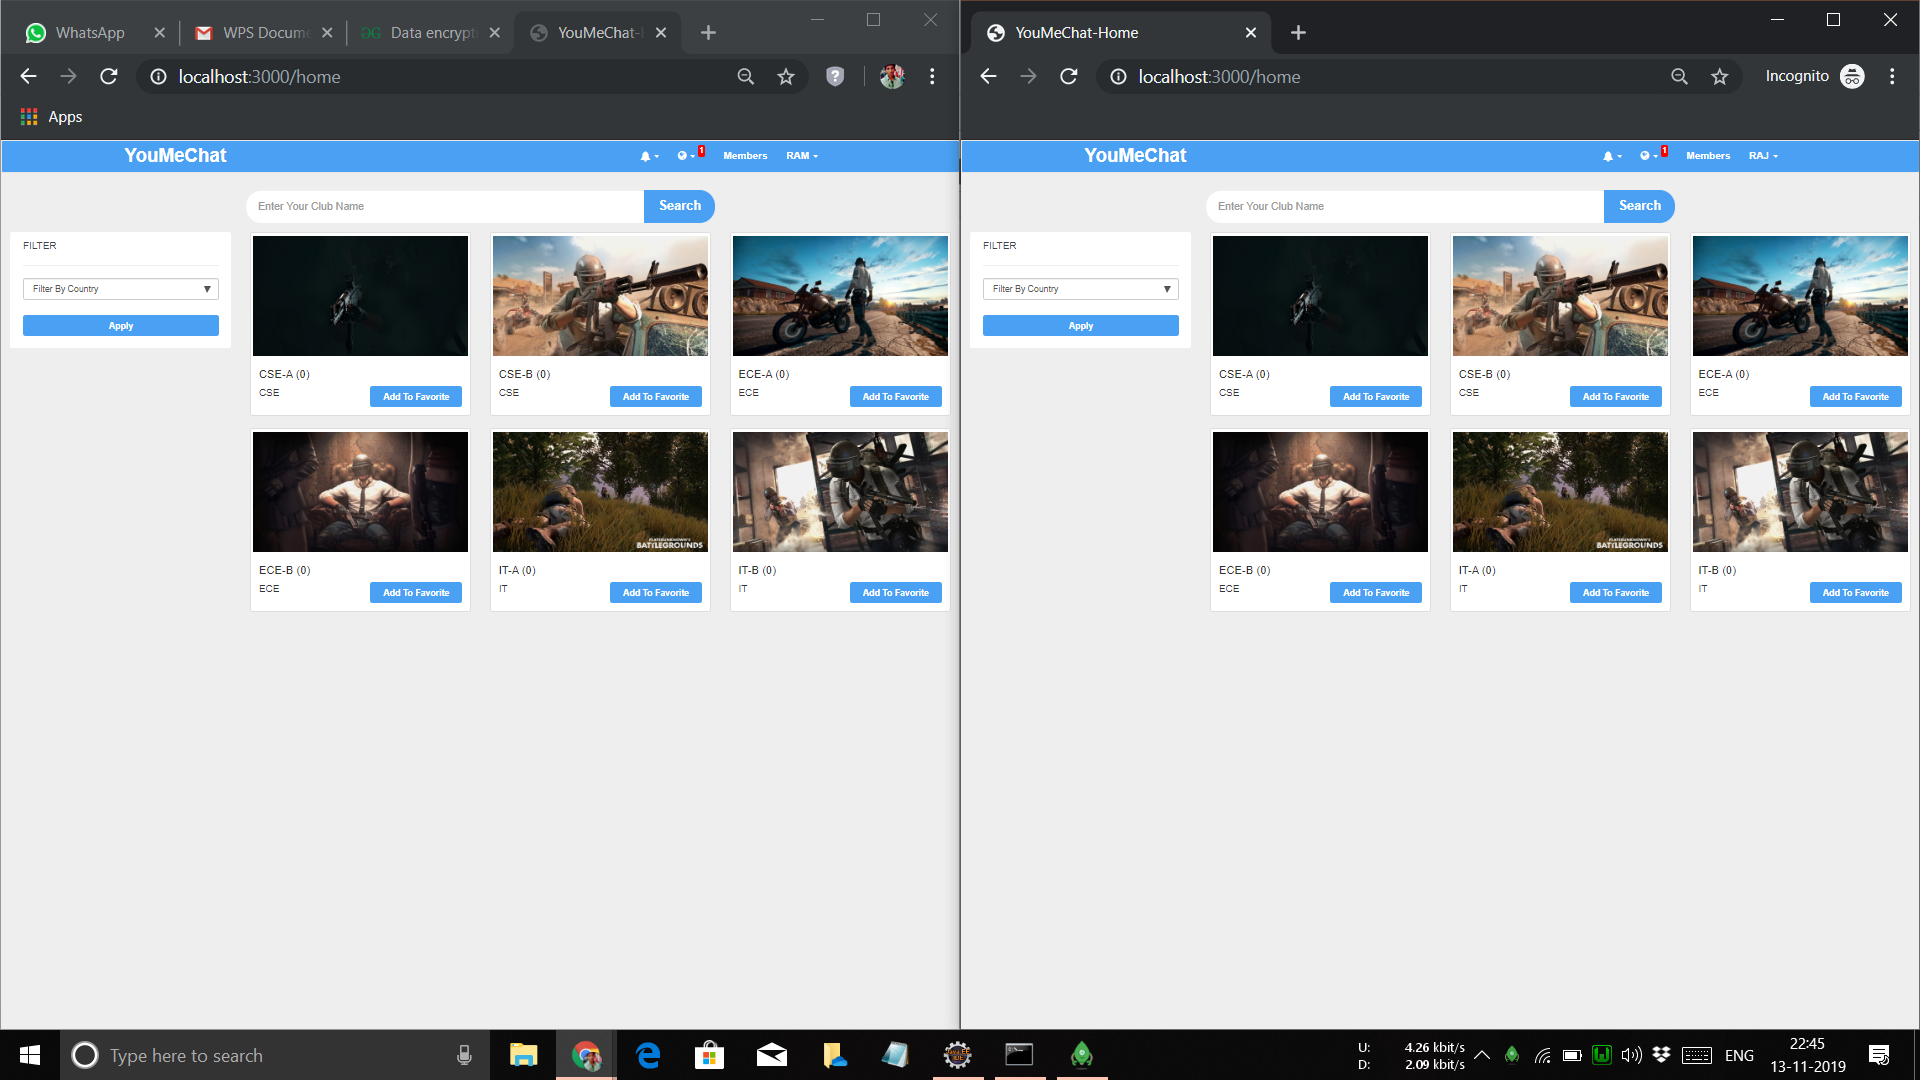 WhatsApp
WPS Docume
Data encrypt
YouMeChat-
localhost:3000/home
Apps
YouMeChat
1
Members
RAM
Enter Your Club Name
Search
FILTER
Filter By Country
Apply
CSE-A (0)
CSE
Add To Favorite
CSE-B (0)
CSE
Add To Favorite
ECE-A (0)
ECE
Add To Favorite
ECE-B (0)
ECE
Add To Favorite
BATTLEGROUNDS
IT-A (0)
IT
Add To Favorite
IT-B (0)
IT
Add To Favorite
YouMeChat-Home
localhost:3000/home
Incognito
YouMeChat
1
Members
RAJ
Enter Your Club Name
Search
FILTER
Filter By Country
Apply
CSE-A (0)
CSE
Add To Favorite
CSE-B (0)
CSE
Add To Favorite
ECE-A (0)
ECE
Add To Favorite
ECE-B (0)
ECE
Add To Favorite
BATTLEGROUNDS
IT-A (0)
IT
Add To Favorite
IT-B (0)
IT
Add To Favorite
Type here to search
U: 4.26 kbit/s
D: 2.09 kbit/s
ENG
22:45
13-11-2019